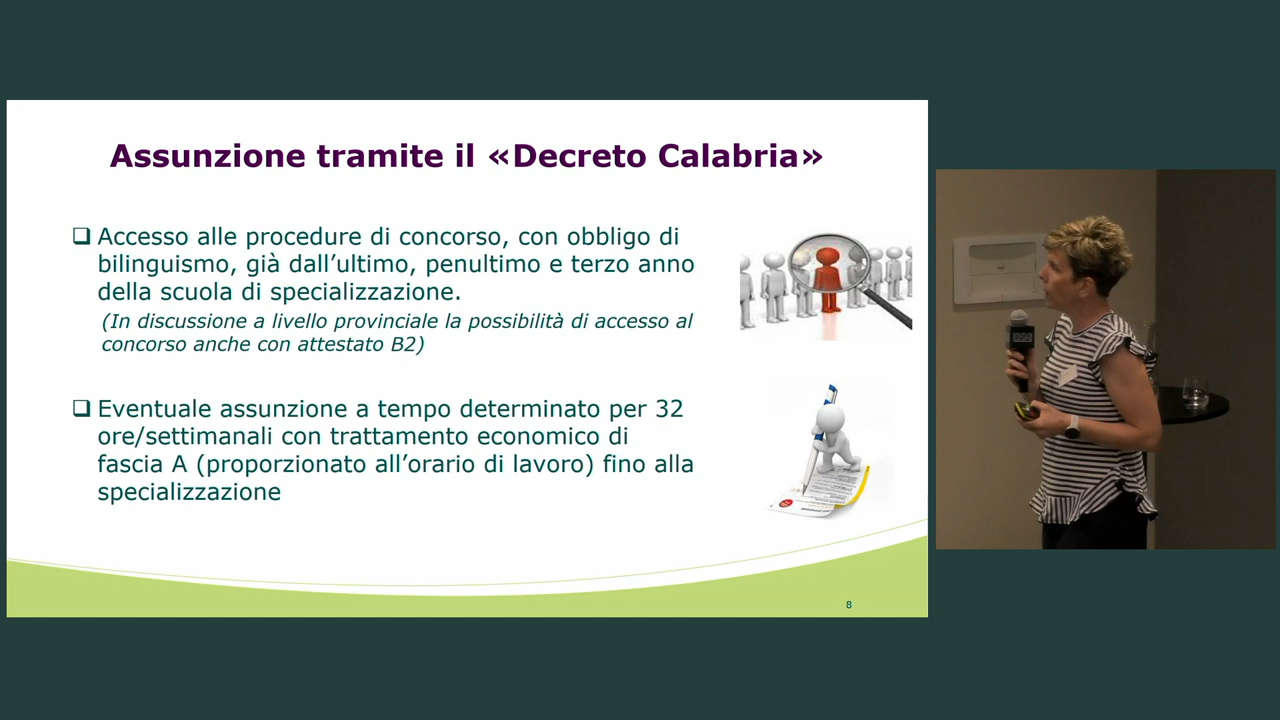 Assunzione tramite il «Decreto Calabria»
Accesso alle procedure di concorso, con obbligo di
bilinguismo, già dall’ultimo, penultimo e terzo anno
della scuola di specializzazione.
(In discussione a livello provinciale la possibilità di accesso al
concorso anche con attestato B2)
Eventuale assunzione a tempo determinato per 32
ore/settimanali con trattamento economico di
fascia A (proporzionato all’orario di lavoro) fino alla
specializzazione
8